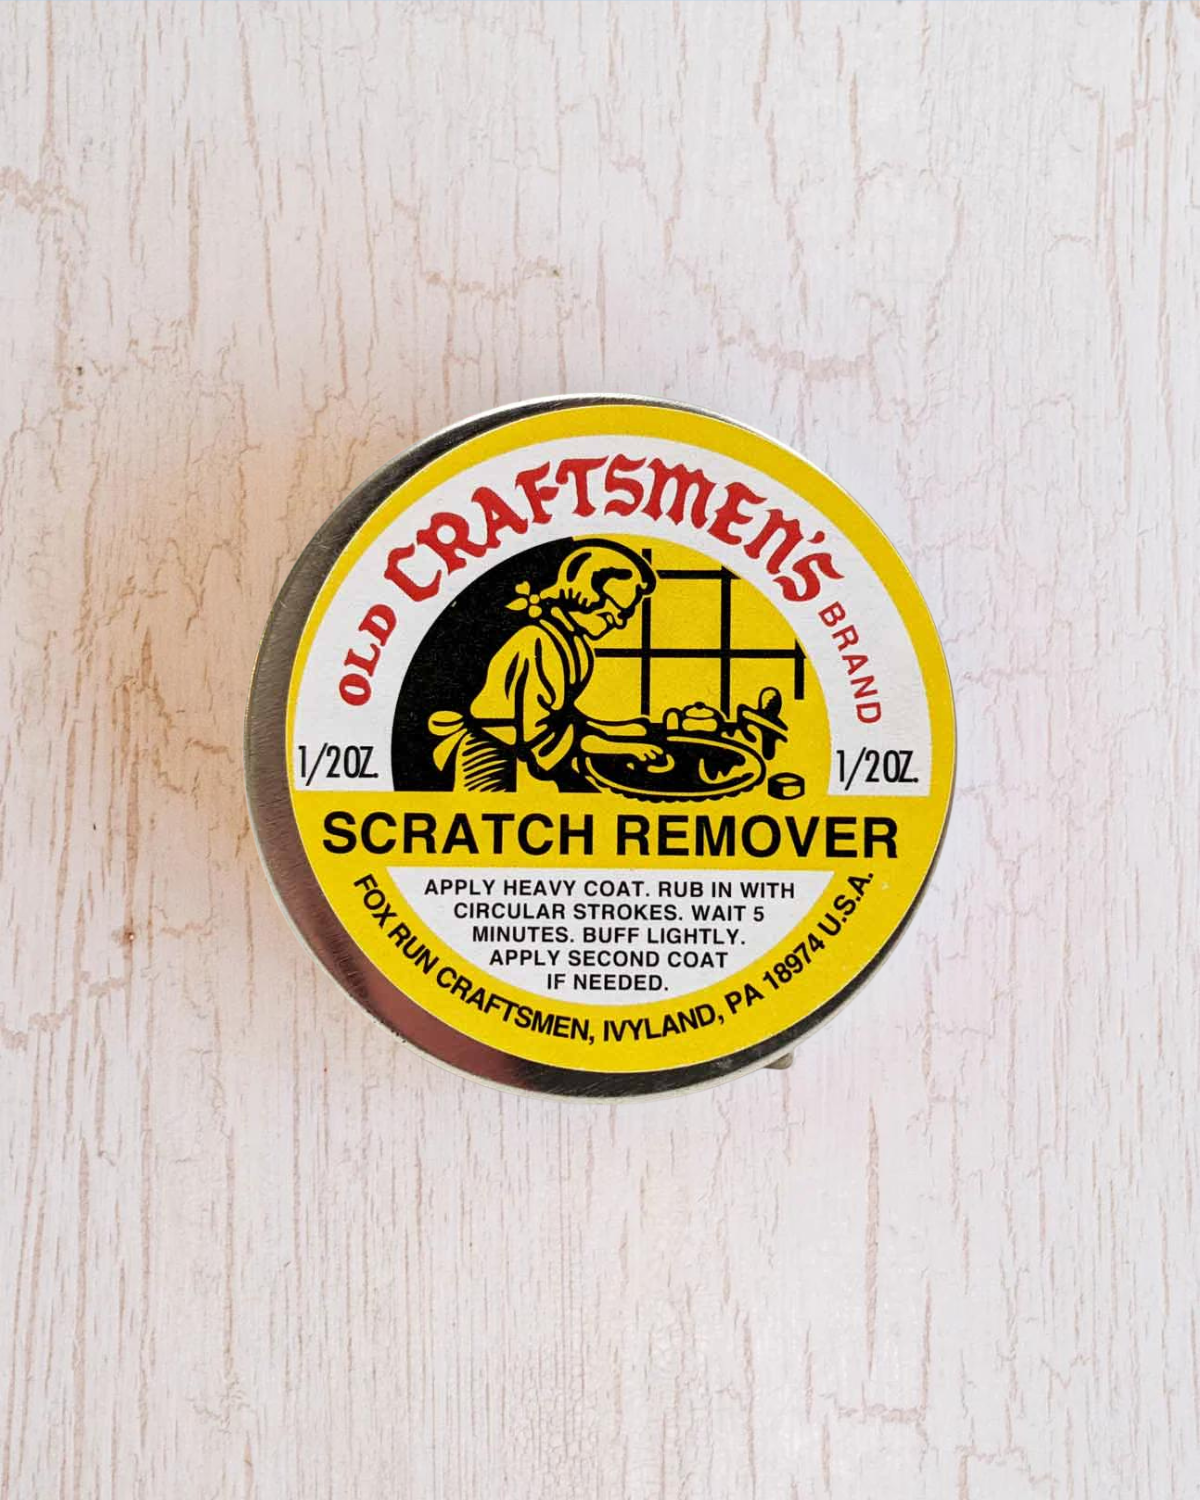 OLD CRAFTSMEN'S BRAND
1/2OZ.
1/2OZ.
SCRATCH REMOVER
APPLY HEAVY COAT. RUB IN WITH
CIRCULAR STROKES. WAIT 5
MINUTES. BUFF LIGHTLY.
APPLY SECOND COAT
IF NEEDED.
FOX RUN CRAFTSMEN, IVYLAND, PA 18974 U.S.A.